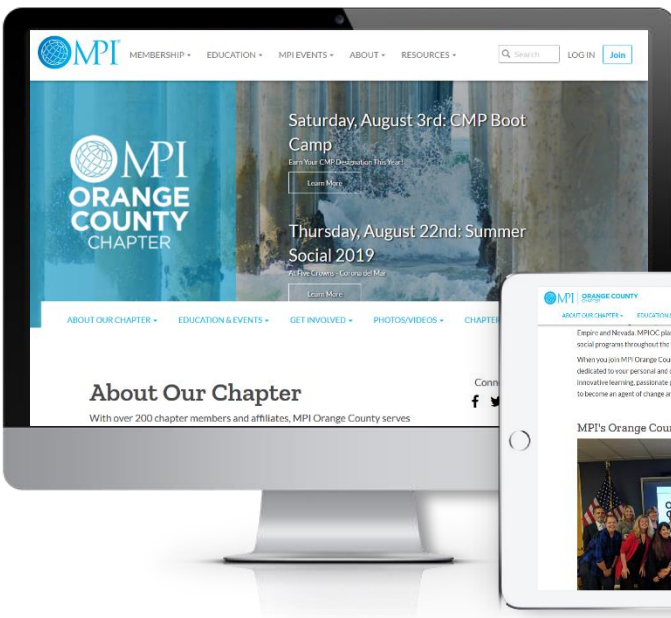 MPI MEMBERSHIP EDUCATION MPI EVENTS ABOUT RESOURCES Search LOG IN Join
MPI
ORANGE
COUNTY
CHAPTER
Saturday, August 3rd: CMP Boot
Camp
Earn Your CMP Designation This Year!
Learn More
Thursday, August 22nd: Summer
Social 2019
At Five Crowns - Corona del Mar
Learn More
ABOUT OUR CHAPTER EDUCATION & EVENTS GET INVOLVED PHOTOS/VIDEOS CHAPTE
About Our Chapter
With over 200 chapter members and affiliates, MPI Orange County serves
Conn
MPI ORANGE COUNTY
CHAPTER
ABOUT OUR CHAPTER EDUCATION &
Empire and Nevada. MPIOC plan
social programs throughout the
When you join MPI Orange Cou
dedicated to your personal and
innovative learning, passionate
to become an agent of change a
MPI's Orange Cou